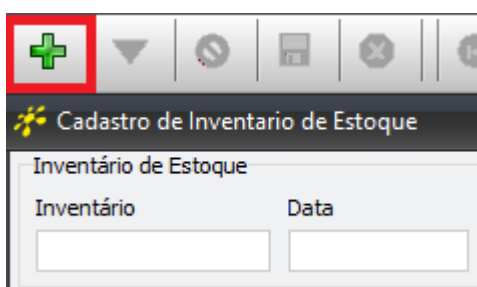 Cadastro de Inventario de Estoque
Inventário de Estoque
Inventário Data